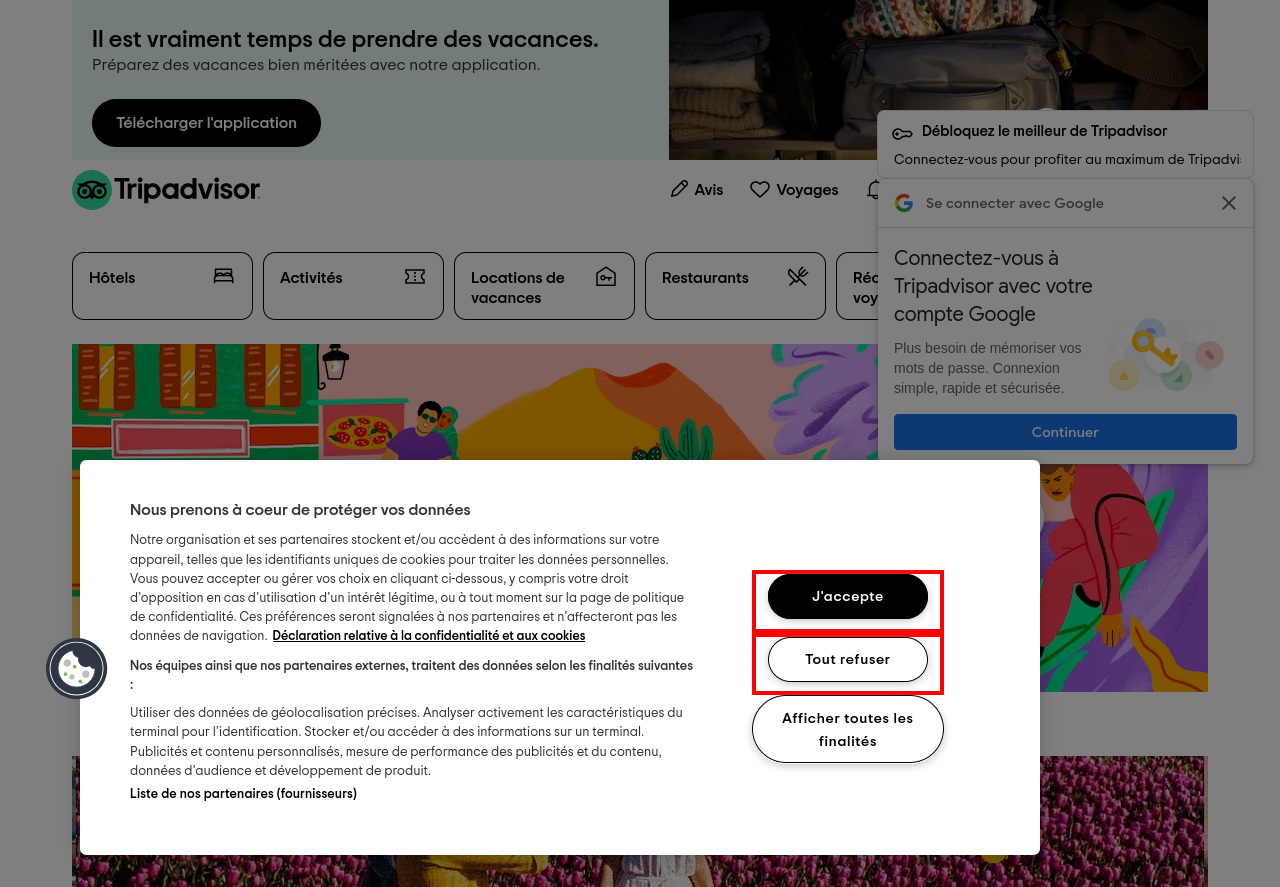 Il est vraiment temps de prendre des vacances.
Préparez des vacances bien méritées avec notre application.
Télécharger l'application
Débloquez le meilleur de Tripadvisor
Connectez-vous pour profiter au maximum de
Tripadvisor
Avis
Voyages
Se connecter avec Google
Connectez-vous à
Tripadvisor avec votre
compte Google
Plus besoin de mémoriser vos
mots de passe. Connexion
simple, rapide et sécurisée.
Continuer
Hôtels
Activités
Locations de
vacances
Restaurants
Nous prenons à coeur de protéger vos données
Notre organisation et ses partenaires stockent et/ou accèdent à des informations sur votre
appareil, telles que les identifiants uniques de cookies pour traiter les données personnelles.
Vous pouvez accepter ou gérer vos choix en cliquant ci-dessous, y compris votre droit
d’opposition en cas d’utilisation d’un intérêt légitime, ou à tout moment sur la page de politique
de confidentialité. Ces préférences seront signalées à nos partenaires et n’affecteront pas les
données de navigation. Déclaration relative à la confidentialité et aux cookies
Nos équipes ainsi que nos partenaires externes, traitent des données selon les finalités suivantes
:
Utiliser des données de géolocalisation précises. Analyser activement les caractéristiques du
terminal pour l’identification. Stocker et/ou accéder à des informations sur un terminal.
Publicités et contenu personnalisés, mesure de performance des publicités et du contenu,
données d’audience et développement de produit.
Liste de nos partenaires (fournisseurs)
J'accepte
Tout refuser
Afficher toutes les
finalités